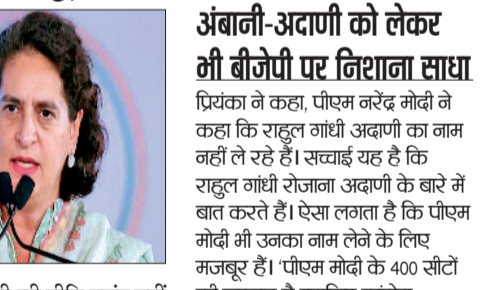 अंबानी-अदाणी को लेकर
भी बीजेपी पर निशाना साधा
प्रियंका ने कहा, पीएम नरेंद्र मोदी ने
कहा कि राहुल गांधी अदाणी का नाम
नहीं ले रहे हैं। सच्चाई यह है कि
राहुल गांधी रोजाना अदाणी के बारे में
बात करते हैं। ऐसा लगता है कि पीएम
मोदी भी उनका नाम लेने के लिए
मजबूर हैं। 'पीएम मोदी के 400 सीटों